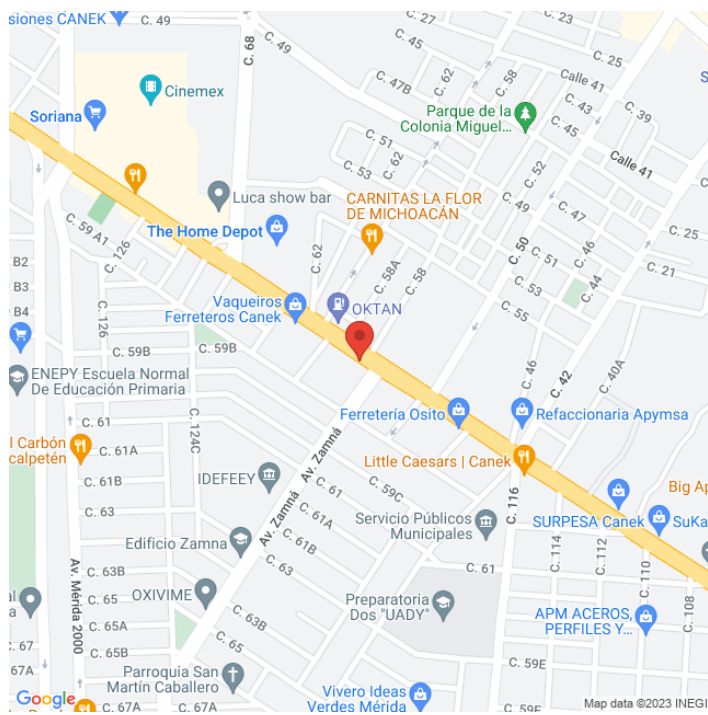 siones CANEK
C. 49
C. 68
C. 49
C. 45
C. 27
C. 23
C. 25
C. 62
C. 58
Calle 41
C. 47B
C. 43
C. 39
Cinemex
Soriana
Parque de la
Colonia Miguel...
C. 45
Calle 41
C. 51
C. 53
C. 62
C. 52
C. 49
C. 47
Luca show bar
CARNITAS LA FLOR
DE MICHOACÁN
C. 59 A1
C. 126
The Home Depot
C. 62
C. 58A
C. 58
C. 50
C. 51
C. 46
C. 25
C. 53
C. 44
C. 21
C. 55
B2
B3
B4
C. 126
Vaqueiros
Ferreteros Canek
OKTAN
C. 59B
C. 59B
ENEPY Escuela Normal
De Educación Primaria
C. 46
C. 42
C. 40A
C. 61
C. 124C
Ferretería Osito
Refaccionaria Apymsa
l Carbón
calpetén
C. 61A
Av. Zamná
Little Caesars | Canek
C. 61B
IDEFEEY
C. 61
C. 59C
C. 116
Big Ap
C. 63
C. 61A
Servicio Públicos
Municipales
SURPESA Canek
SuKa
Edificio Zamna
Av. Zamná
C. 61B
C. 114
C. 112
C. 110
C. 63
C. 61
C. 63B
Av. Mérida 2000
C. 65
OXIVIME
Preparatoria
Dos "UADY"
C. 108
APM ACEROS,
PERFILES Y...
C. 65A
C. 63B
C. 67
C. 65B
C. 65
67A
Parroquia San
Martín Caballero
C. 59E
C. 67A
C. 67A
Vivero Ideas
Verdes Mérida
C. 59E
Google
Map data ©2023 INEGI